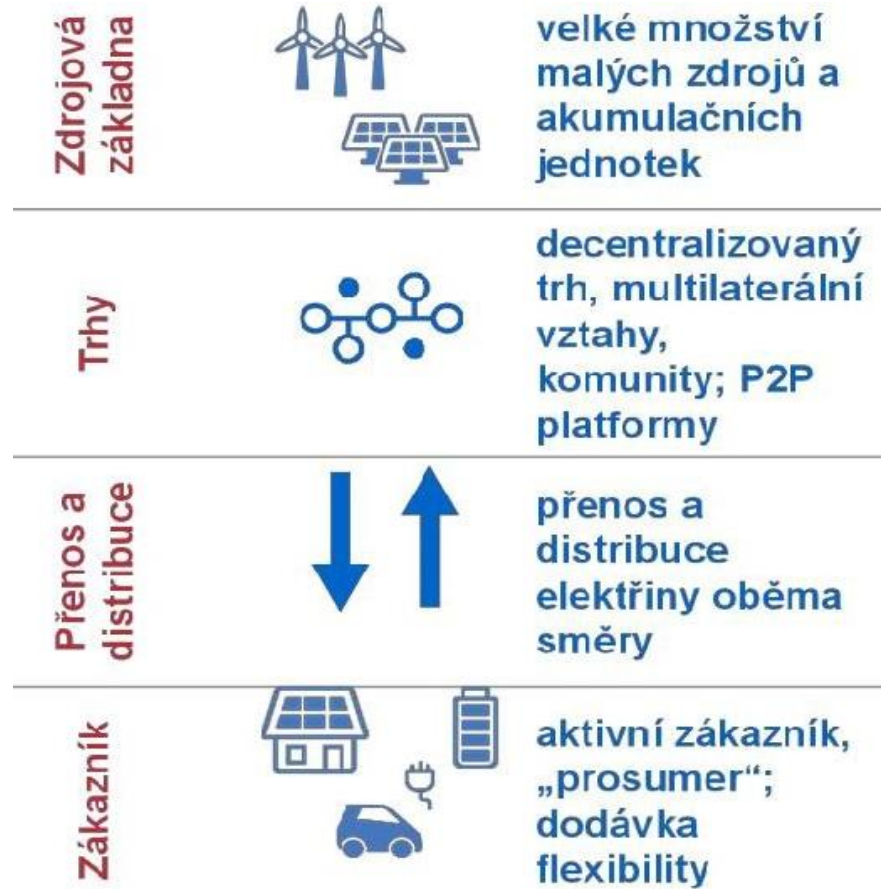 Zdrojová
základna
velké množství
malých zdrojů a
akumulačních
jednotek
Trhy
decentralizovaný
trh, multilaterální
vztahy,
komunity; P2P
platformy
Přenos a
distribuce
přenos a
distribuce
elektřiny oběma
směry
Zákazník
aktivní zákazník,
„prosumer“;
dodávka
flexibility